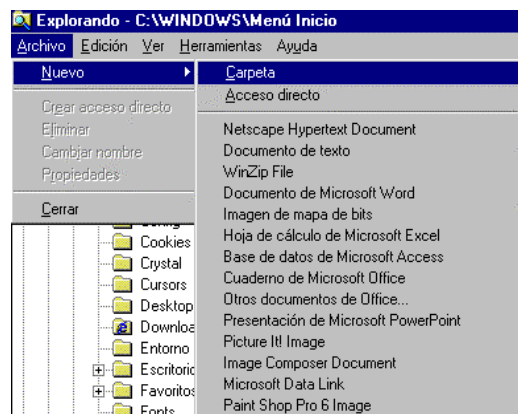 Explorando - C:\WINDOWS\Menú Inicio
Archivo Edición Ver Herramientas Ayuda
Nuevo
Crear acceso directo
Eliminar
Cambiar nombre
Propiedades
Cerrar
Carpeta
Acceso directo
Netscape Hypertext Document
Documento de texto
WinZip File
Documento de Microsoft Word
Imagen de mapa de bits
Hoja de cálculo de Microsoft Excel
Base de datos de Microsoft Access
Cuaderno de Microsoft Office
Otros documentos de Office...
Presentación de Microsoft PowerPoint
Picture It! Image
Image Composer Document
Microsoft Data Link
Paint Shop Pro 6 Image
Cookies
Crystal
Cursors
Desktop
Downloa
Entorno
Escritorio
Favoritos
Fonts